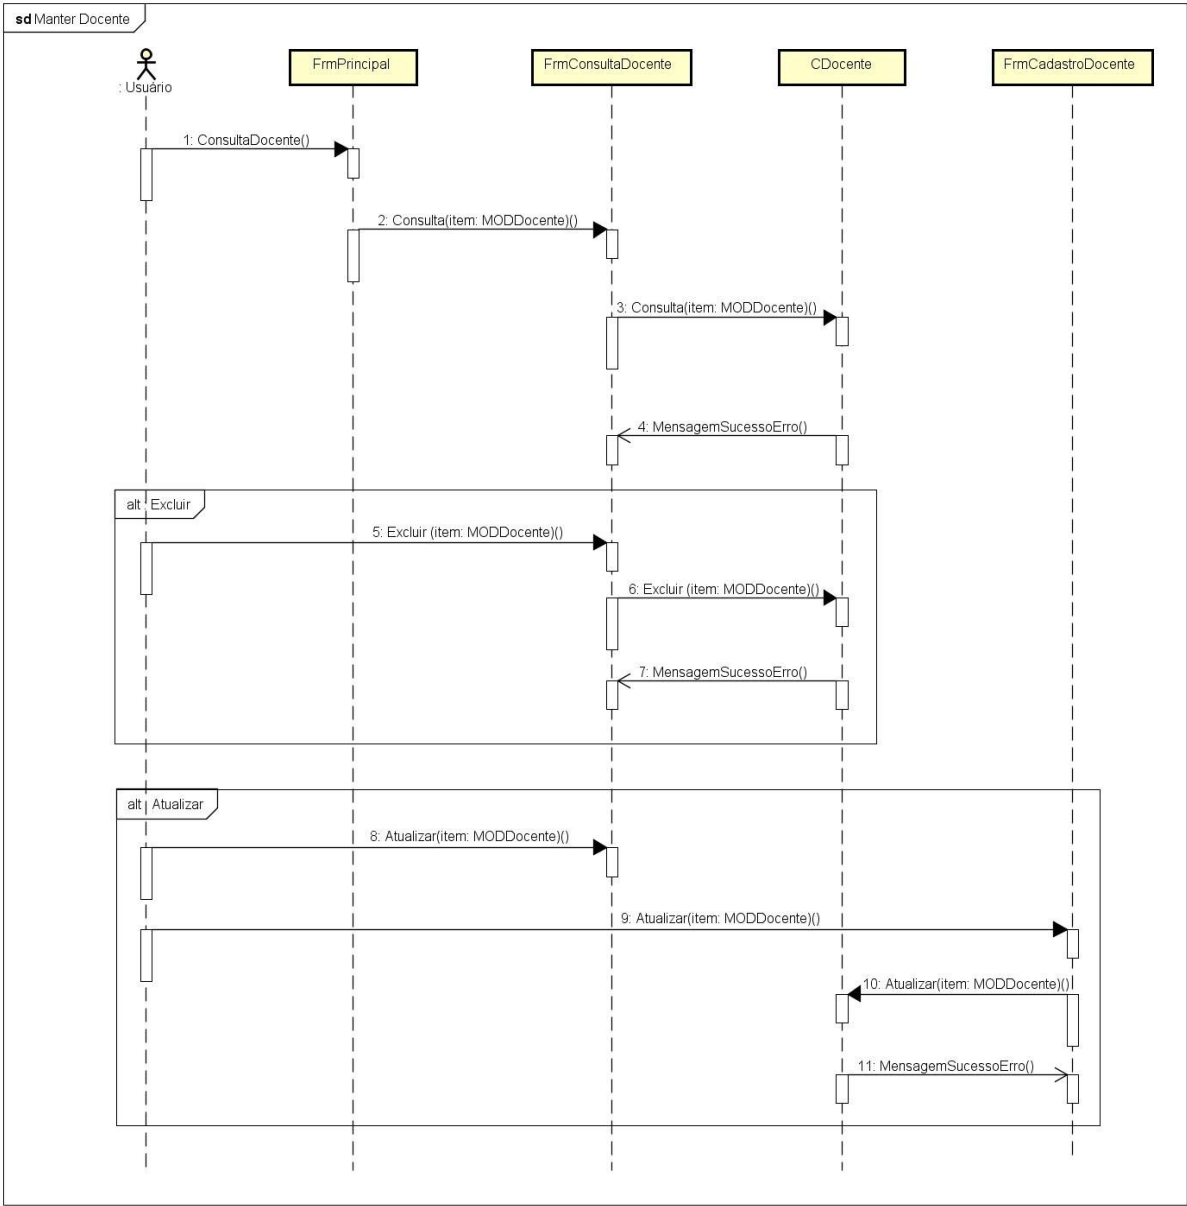 sd Manter Docente
: Usuário
FrmPrincipal
FrmConsultaDocente
CDocente
FrmCadastroDocente
1: ConsultaDocente()
2: Consulta(item: MODDocente)()
3: Consulta(item: MODDocente)()
4: MensagemSucessoErro()
alt : Excluir
5: Excluir (item: MODDocente)()
6: Excluir (item: MODDocente)()
7: MensagemSucessoErro()
alt : Atualizar
8: Atualizar(item: MODDocente)()
9: Atualizar(item: MODDocente)()
10: Atualizar(item: MODDocente)()
11: MensagemSucessoErro()